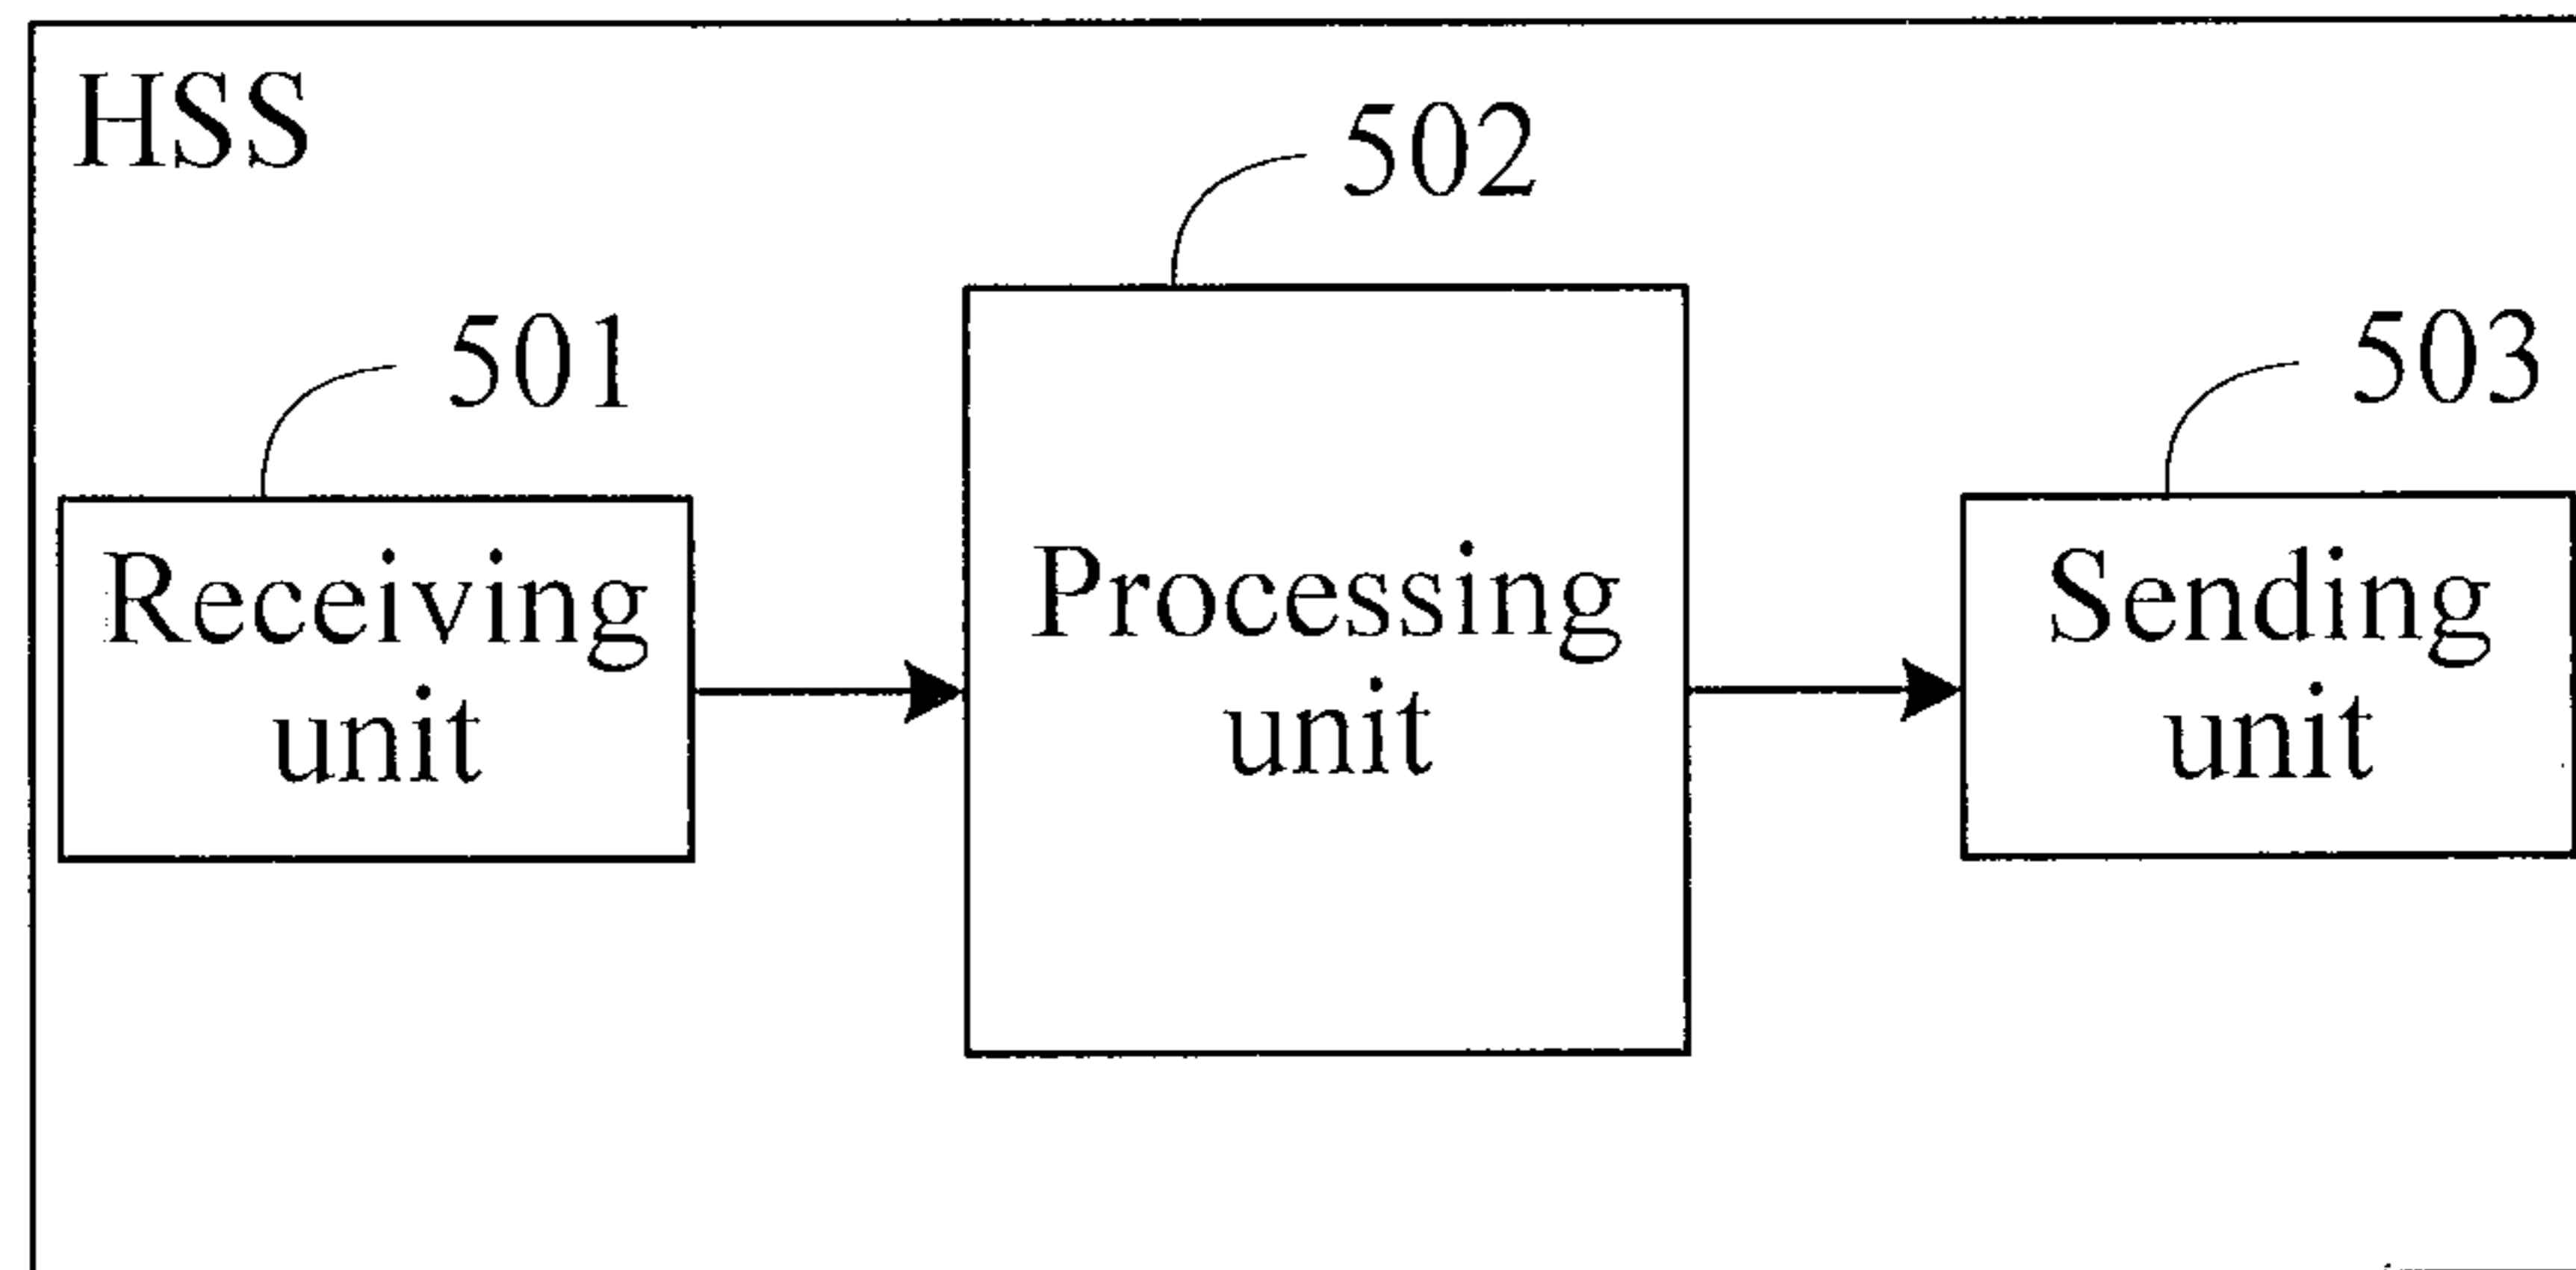 HSS
502
501
503
Receiving
unit
Processing
unit
Sending
unit